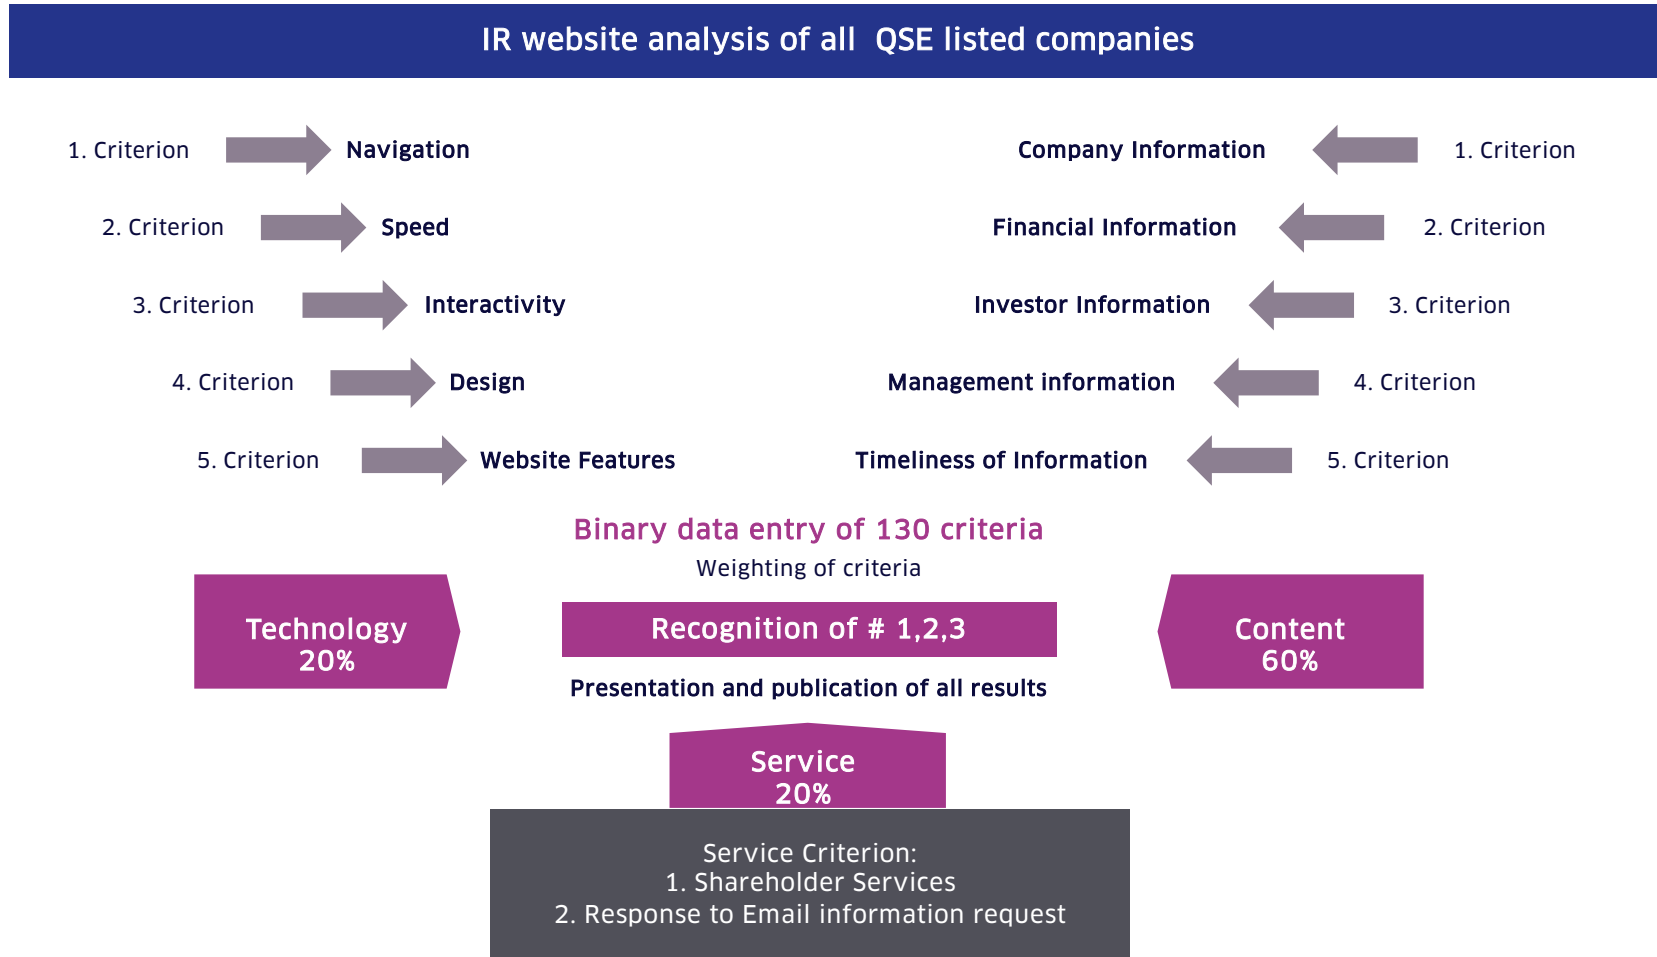 IR website analysis of all  QSE listed companies
1. Criterion Navigation
Company Information 1. Criterion
2. Criterion Speed
Financial Information 2. Criterion
3. Criterion Interactivity
Investor Information 3. Criterion
4. Criterion Design
Management information 4. Criterion
5. Criterion Website Features
Timeliness of Information 5. Criterion
Binary data entry of 130 criteria
Weighting of criteria
Technology
20%
Recognition of # 1,2,3
Content
60%
Presentation and publication of all results
Service
20%
Service Criterion:
1. Shareholder Services
2. Response to Email information request